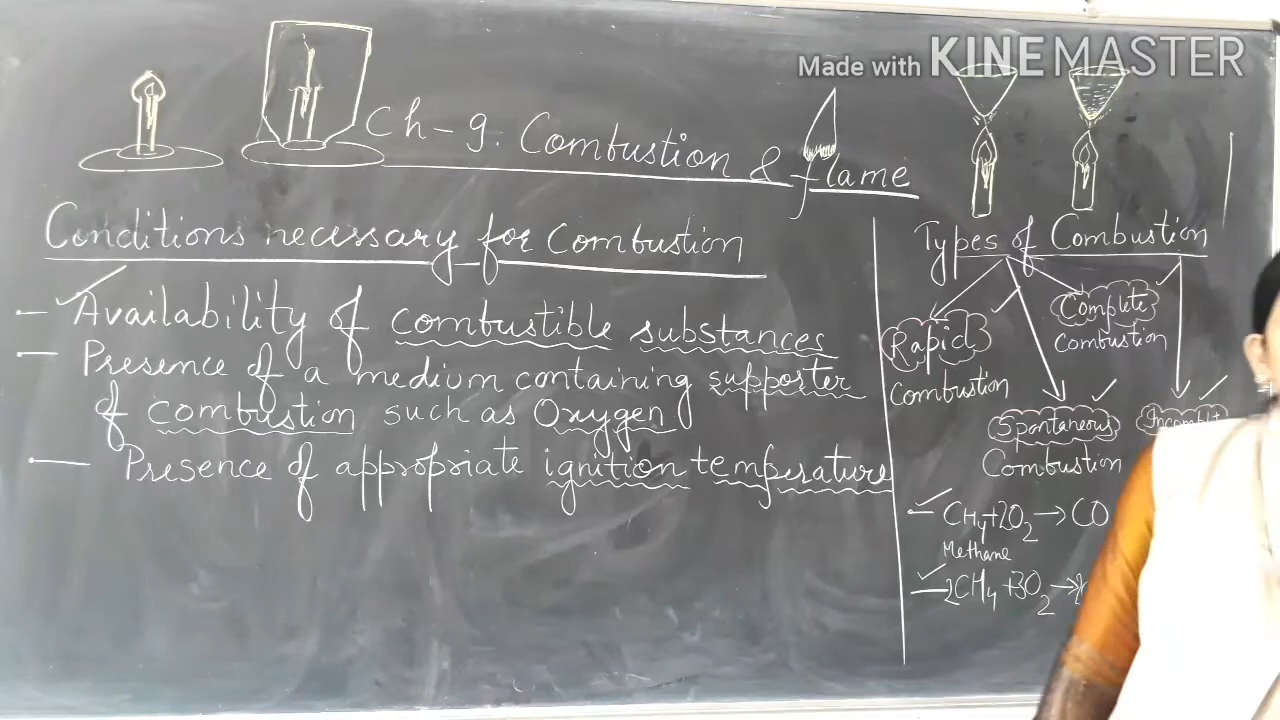 Made with KINEMASTER
Ch-9. Combustion & flame
Conditions necessary for Combustion
- Availability of combustible substances
- Presence of a medium containing supporter
of combustion such as Oxygen
- Presence of appropriate ignition temperature
Types of Combustion
Rapid
Combustion
Complete
Combustion
Spontaneous
Combustion
CH4+2O2→CO
Methane
2CH4+3O2→